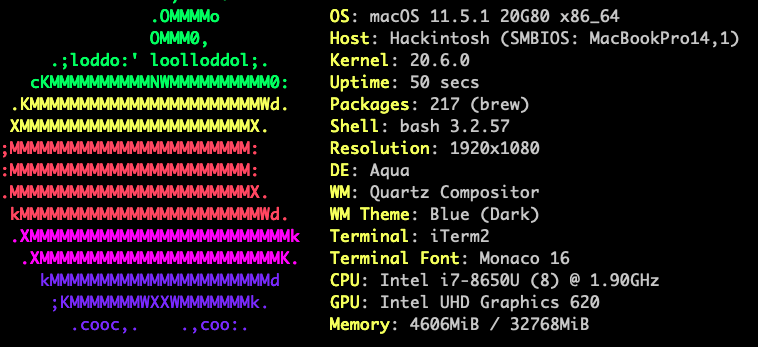 .OMMMMo OS: macOS 11.5.1 20G80 x86_64
OMMM0, Host: Hackintosh (SMBIOS: MacBookPro14,1)
.;loddo:' loolloddol;. Kernel: 20.6.0
cKMMMMMMMMMMNWMMMMMMMMMM0: Uptime: 50 secs
.KMMMMMMMMMMMMMMMMMMMMMMMWd. Packages: 217 (brew)
XMMMMMMMMMMMMMMMMMMMMMMMX. Shell: bash 3.2.57
;MMMMMMMMMMMMMMMMMMMMMMMM: Resolution: 1920x1080
:MMMMMMMMMMMMMMMMMMMMMMMM: DE: Aqua
.MMMMMMMMMMMMMMMMMMMMMMMMX. WM: Quartz Compositor
kMMMMMMMMMMMMMMMMMMMMMMMMWd. WM Theme: Blue (Dark)
.XMMMMMMMMMMMMMMMMMMMMMMMMMMk Terminal: iTerm2
.XMMMMMMMMMMMMMMMMMMMMMMMMK. Terminal Font: Monaco 16
kMMMMMMMMMMMMMMMMMMMMMMd CPU: Intel i7-8650U (8) @ 1.90GHz
;KMMMMMMMWXXWMMMMMMMk. GPU: Intel UHD Graphics 620
.cooc,. .,coo:. Memory: 4606MiB / 32768MiB